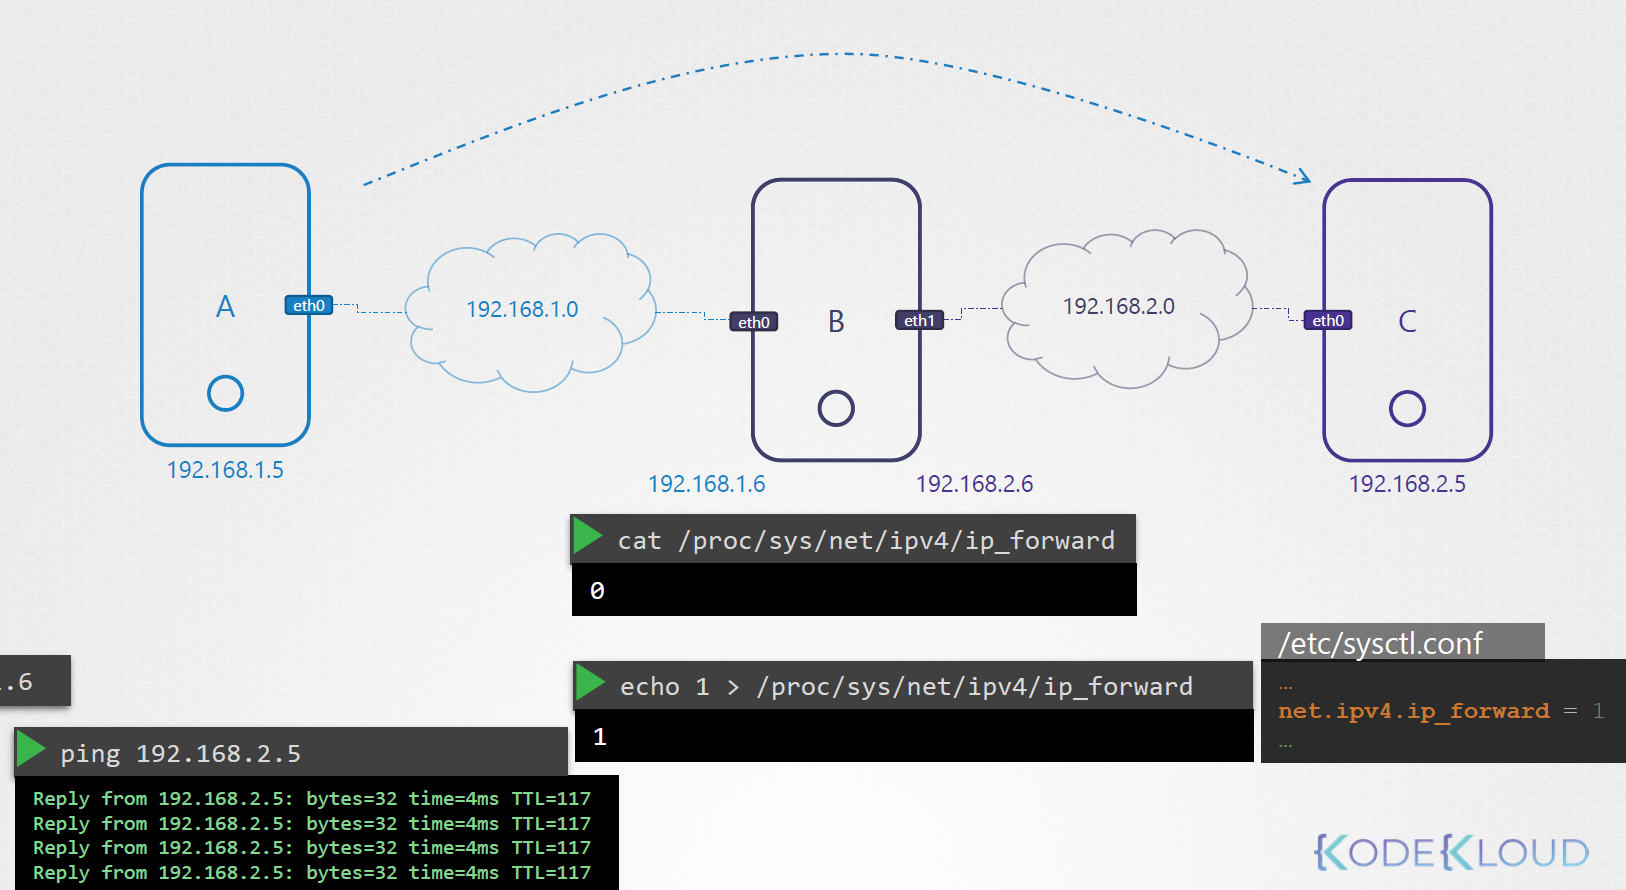 A
eth0
192.168.1.0
eth0
B
eth1
192.168.2.0
eth0
C
192.168.1.5
192.168.1.6
192.168.2.6
192.168.2.5
cat /proc/sys/net/ipv4/ip_forward
0
.6
echo 1 > /proc/sys/net/ipv4/ip_forward
1
/etc/sysctl.conf
...
net.ipv4.ip_forward = 1
...
ping 192.168.2.5
Reply from 192.168.2.5: bytes=32 time=4ms TTL=117
Reply from 192.168.2.5: bytes=32 time=4ms TTL=117
Reply from 192.168.2.5: bytes=32 time=4ms TTL=117
Reply from 192.168.2.5: bytes=32 time=4ms TTL=117
KODEKLOUD